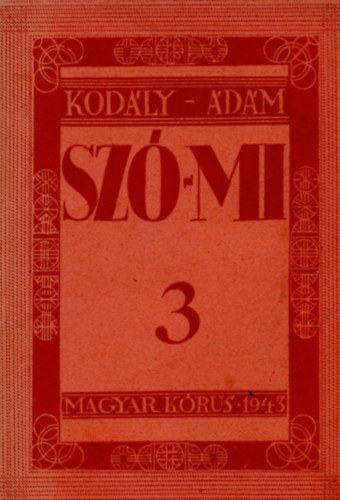 KODÁLY - ÁDÁM
SZÓ-MI
3
MAGYAR KÓRUS · 1943